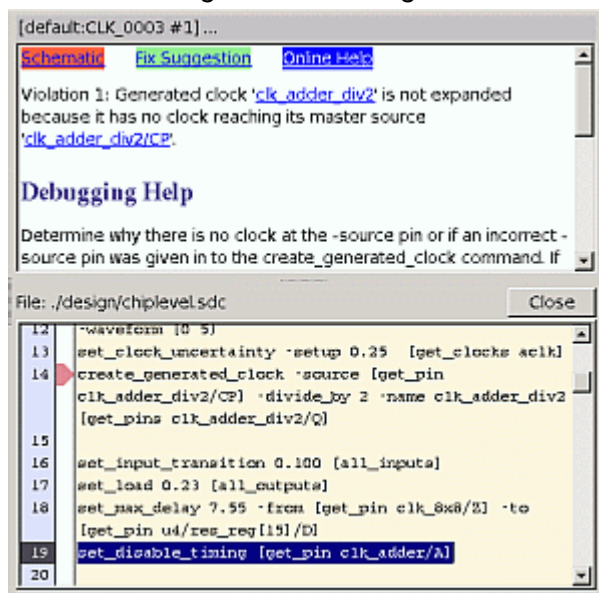 [default:CLK_0003 #1] ...
Schematic Fix Suggestion Online Help
Violation 1: Generated clock 'clk_adder_div2' is not expanded
because it has no clock reaching its master source
'clk_adder_div2/CP'.
Debugging Help
Determine why there is no clock at the -source pin or if an incorrect -
source pin was given in to the create_generated_clock command. If
File: ./design/chiplevel.sdc Close
12 -waveform [0 5]
13 set_clock_uncertainty -setup 0.25 [get_clocks aclk]
14 create_generated_clock -source [get_pin
clk_adder_div2/CP] -divide_by 2 -name clk_adder_div2
[get_pins clk_adder_div2/Q]
15
16 set_input_transition 0.100 [all_inputs]
17 set_load 0.23 [all_outputs]
18 set_max_delay 7.55 -from [get_pin clk_8x8/Z] -to
[get_pin u4/res_reg[15]/D]
19 set_disable_timing [get_pin clk_adder/A]
20